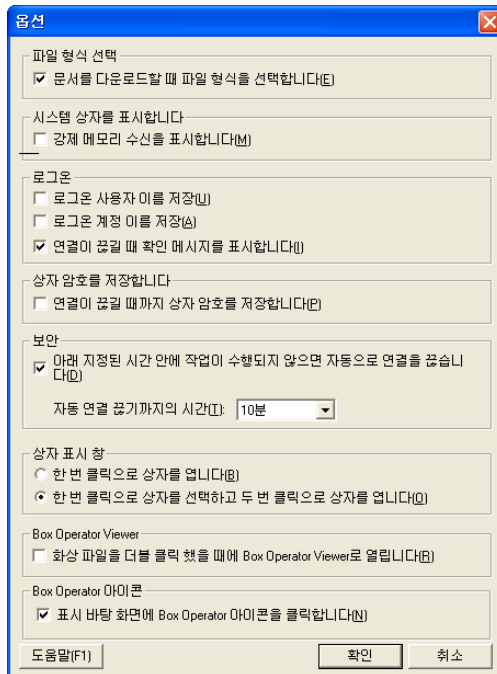 옵션
파일 형식 선택
문서를 다운로드할 때 파일 형식을 선택합니다(E)
시스템 상자를 표시합니다
강제 메모리 수신을 표시합니다(M)
로그온
로그온 사용자 이름 저장(U)
로그온 계정 이름 저장(A)
연결이 끊길 때 확인 메시지를 표시합니다(I)
상자 암호를 저장합니다
연결이 끊길 때까지 상자 암호를 저장합니다(P)
보안
아래 지정된 시간 안에 작업이 수행되지 않으면 자동으로 연결을 끊습니
다(D)
자동 연결 끊기까지의 시간(T): 10분
상자 표시 창
한 번 클릭으로 상자를 엽니다(B)
한 번 클릭으로 상자를 선택하고 두 번 클릭으로 상자를 엽니다(O)
Box Operator Viewer
화상 파일을 더블 클릭 했을 때에 Box Operator Viewer로 열립니다(R)
Box Operator 아이콘
표시 바탕 화면에 Box Operator 아이콘을 클릭합니다(N)
도움말(F1) 확인 취소